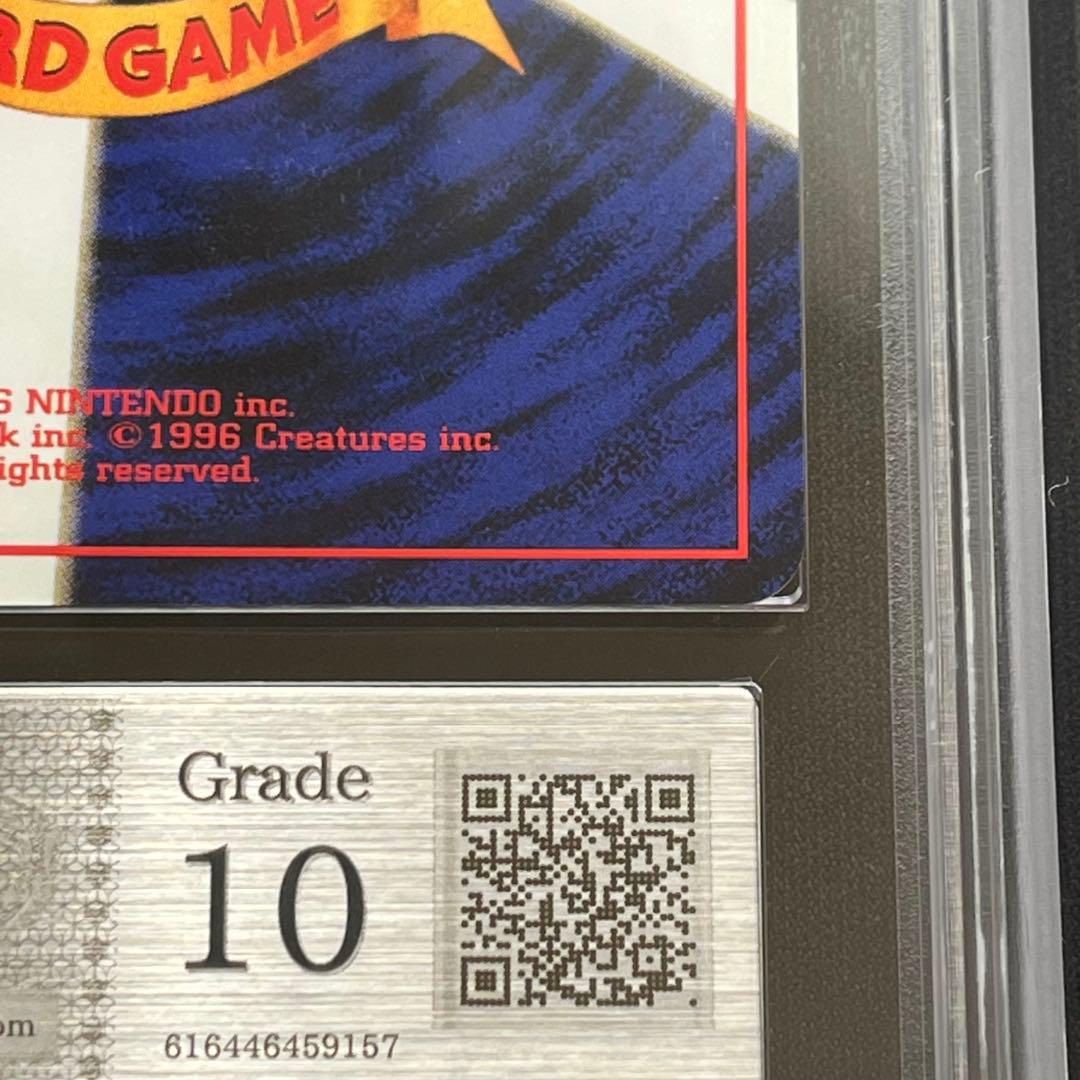 RD GAME
6 NINTENDO inc.
k inc. ©1996 Creatures inc.
ights reserved.
Grade
10
om
616446459157